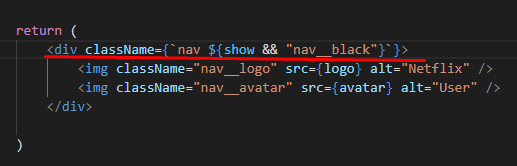 return (
<div className={`nav ${show && "nav__black"}`}>
<img className="nav__logo" src={logo} alt="Netflix" />
<img className="nav__avatar" src={avatar} alt="User" />
</div>
)